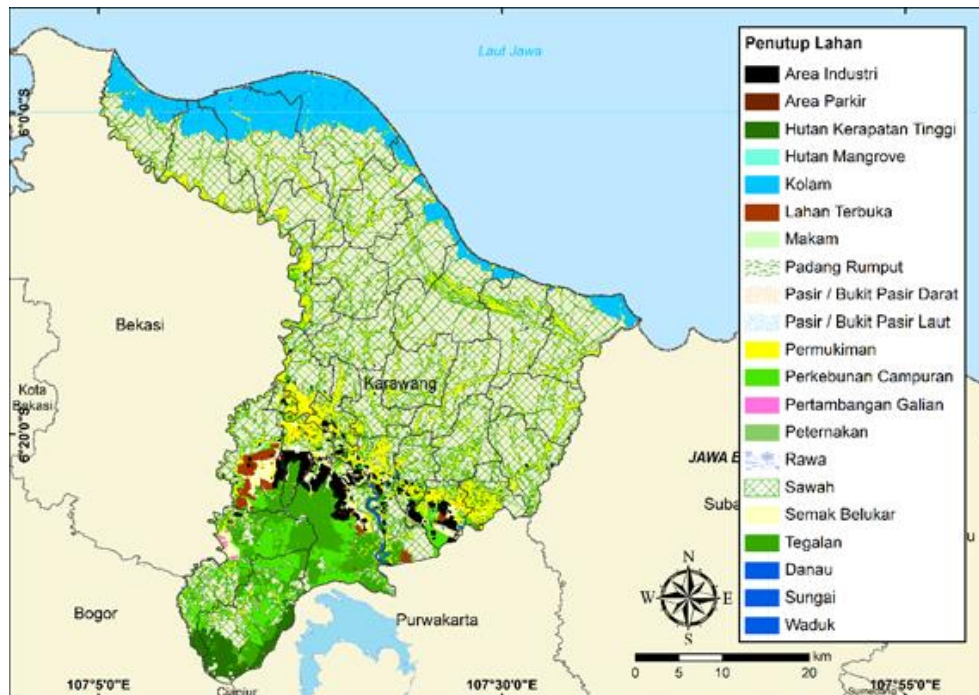 Laut Jawa
Penutup Lahan
Area Industri
Area Parkir
Hutan Kerapatan Tinggi
Hutan Mangrove
Kolam
Lahan Terbuka
Makam
Padang Rumput
Pasir / Bukit Pasir Darat
Pasir / Bukit Pasir Laut
Permukiman
Perkebunan Campuran
Pertambangan Galian
Peternakan
Rawa
Sawah
Semak Belukar
Tegalan
Danau
Sungai
Waduk
6°0'0"S
6°20'0"S
Bekasi
Kota
Bekasi
Karawang
JAWA B
Suba
u
Bogor
Purwakarta
Cianjur
Sumedang
N
W E
S
km
0 5 10 20
107°5'0"E
107°30'0"E
107°55'0"E